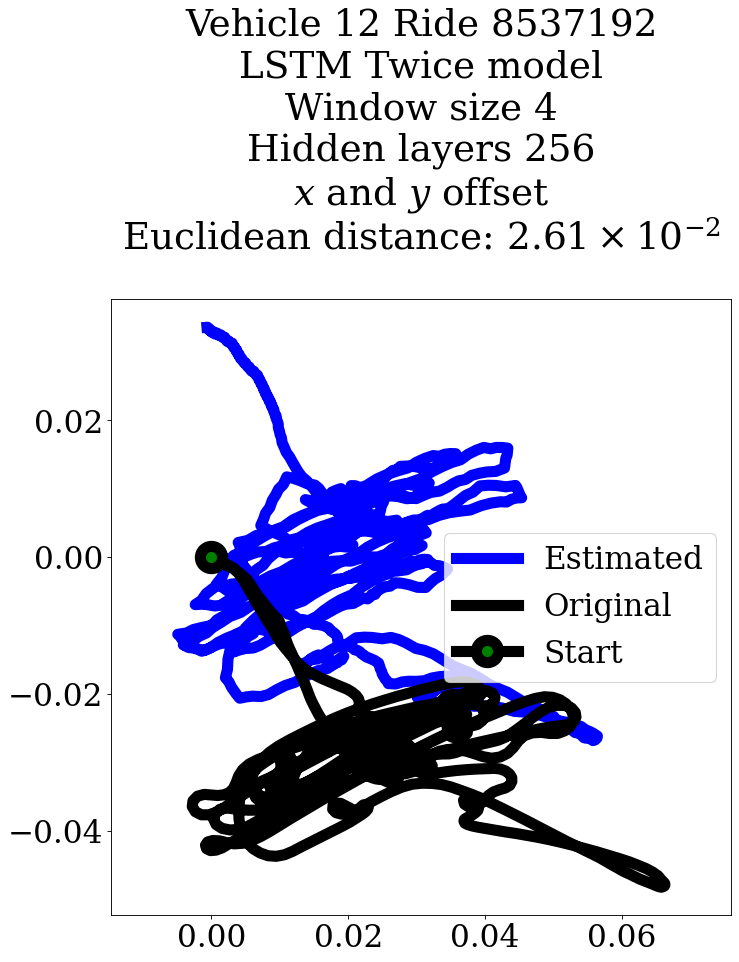 Vehicle 12 Ride 8537192
LSTM Twice model
Window size 4
Hidden layers 256
x and y offset
Euclidean distance: 2.61 × 10⁻²
0.02
0.00
−0.02
−0.04
Estimated
Original
Start
0.00 0.02 0.04 0.06